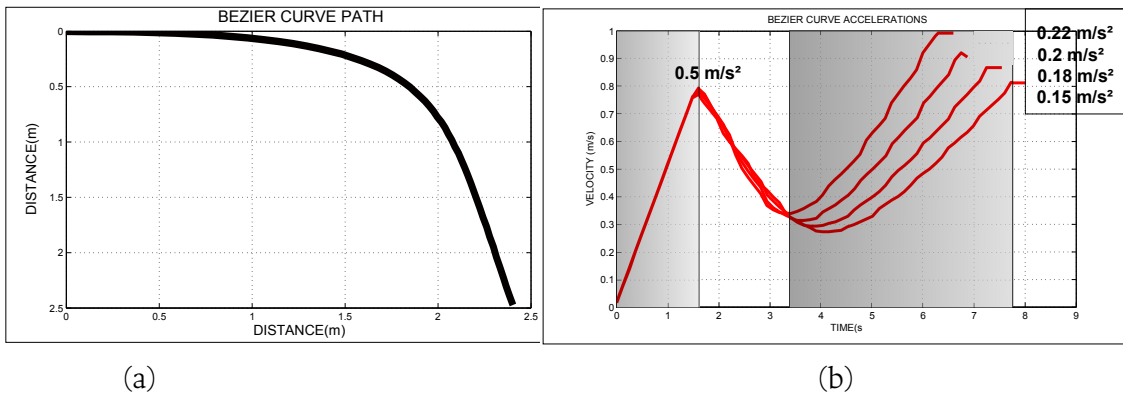 BEZIER CURVE PATH
0
0.5
1
1.5
2
2.5
DISTANCE(m)
0
0.5
1
1.5
2
2.5
DISTANCE(m)
(a)
BEZIER CURVE ACCELERATIONS
1
0.9
0.8
0.7
0.6
0.5
0.4
0.3
0.2
0.1
0
VELOCITY (m/s)
0.5 m/s²
0.22 m/s²
0.2 m/s²
0.18 m/s²
0.15 m/s²
0
1
2
3
4
5
6
7
8
9
TIME(s
(b)